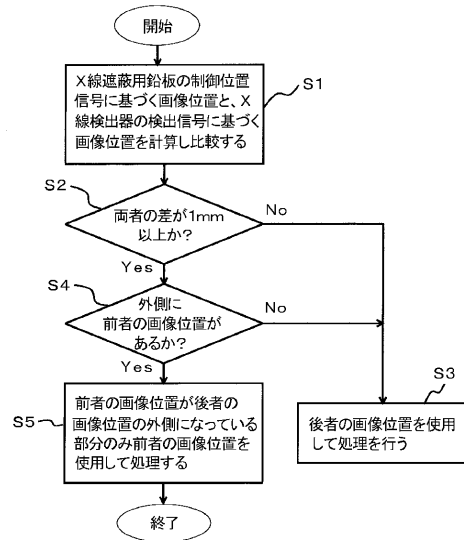 開始
X線遮蔽用鉛板の制御位置
信号に基づく画像位置と、X
線検出器の検出信号に基づく
画像位置を計算し比較する
S1
S2
両者の差が1mm
以上か?
No
Yes
S4
外側に
前者の画像位置が
あるか?
No
Yes
S3
後者の画像位置を使用
して処理を行う
S5
前者の画像位置が後者の
画像位置の外側になっている
部分のみ前者の画像位置を
使用して処理する
終了